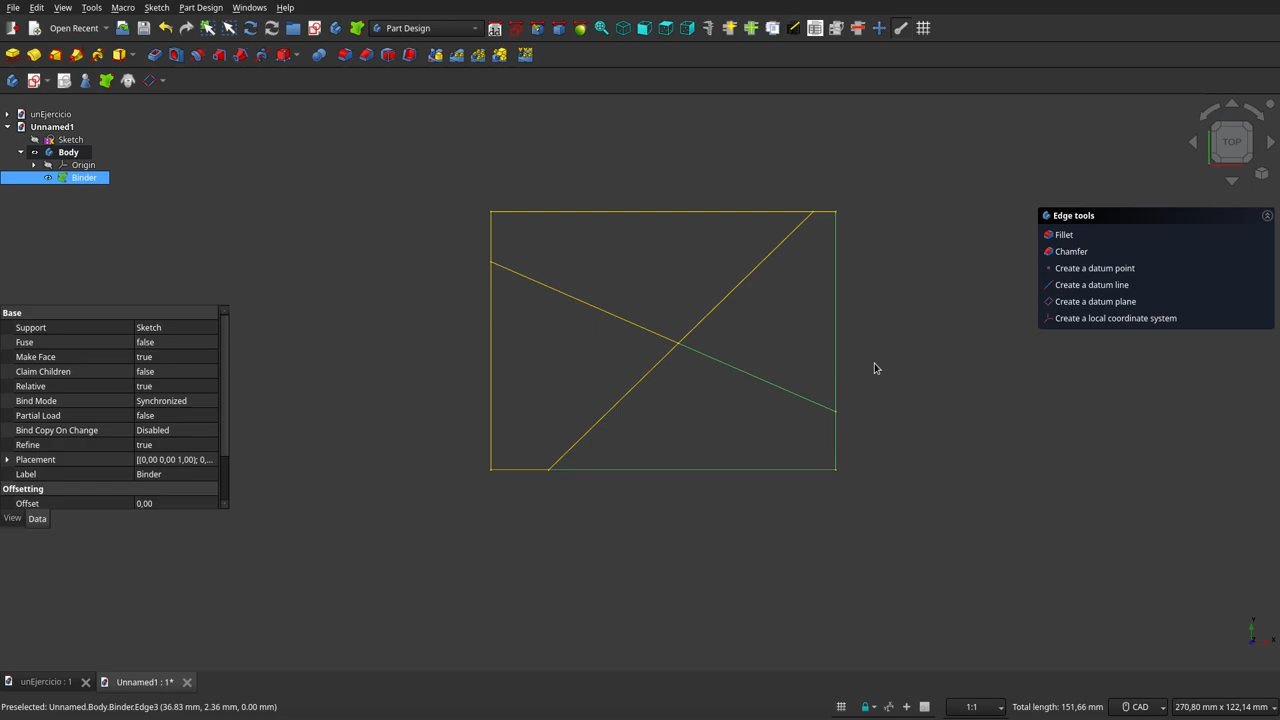 File Edit View Tools Macro Sketch Part Design Windows Help
Open Recent Part Design
unEjercicio
Unnamed1
Sketch
Body
Origin
Binder
TOP
Edge tools
Fillet
Chamfer
Create a datum point
Create a datum line
Create a datum plane
Create a local coordinate system
Base
Support Sketch
Fuse false
Make Face true
Claim Children false
Relative true
Bind Mode Synchronized
Partial Load false
Bind Copy On Change Disabled
Refine true
Placement [(0,00 0,00 1,00); 0,...
Label Binder
Offsetting
Offset 0,00
View Data
unEjercicio : 1 Unnamed1 : 1*
Preselected: Unnamed.Body.Binder.Edge3 (36.83 mm, 2.36 mm, 0.00 mm) 1:1 Total length: 151,66 mm CAD 270,80 mm x 122,14 mm